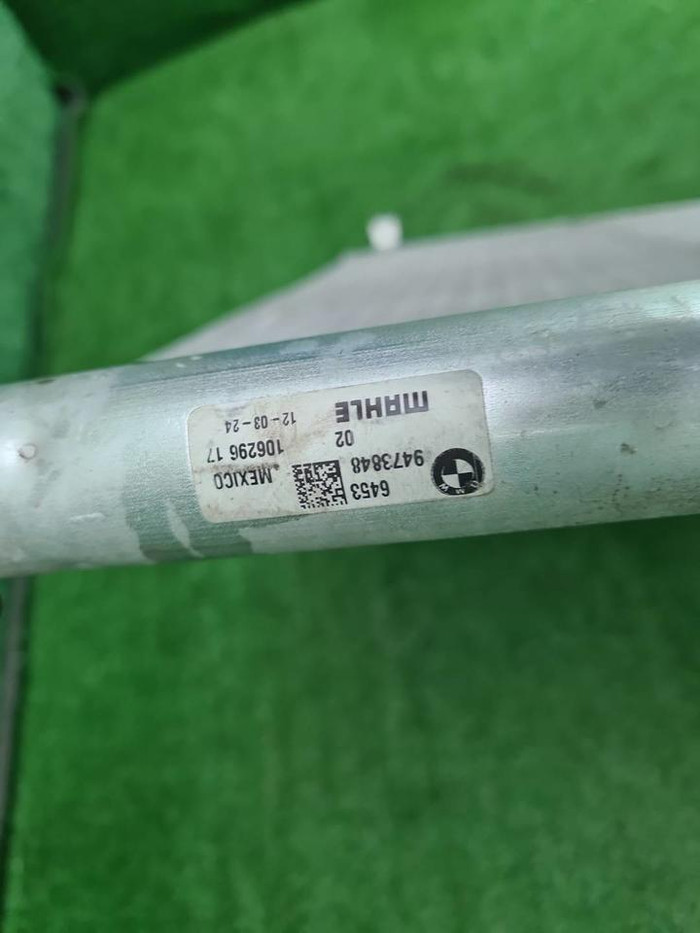 6453 MEXICO
9473848 106296 17
02
MAHLE 12-03-24